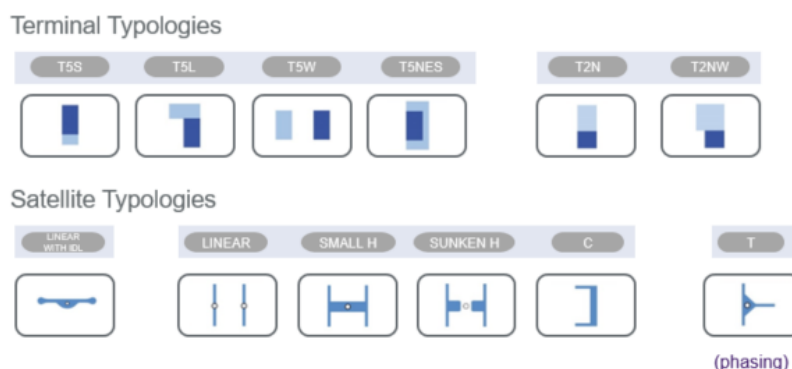 Terminal Typologies
T5S T5L T5W T5NES T2N T2NW
Satellite Typologies
LINEAR
WITH IDL
LINEAR SMALL H SUNKEN H C T
(phasing)